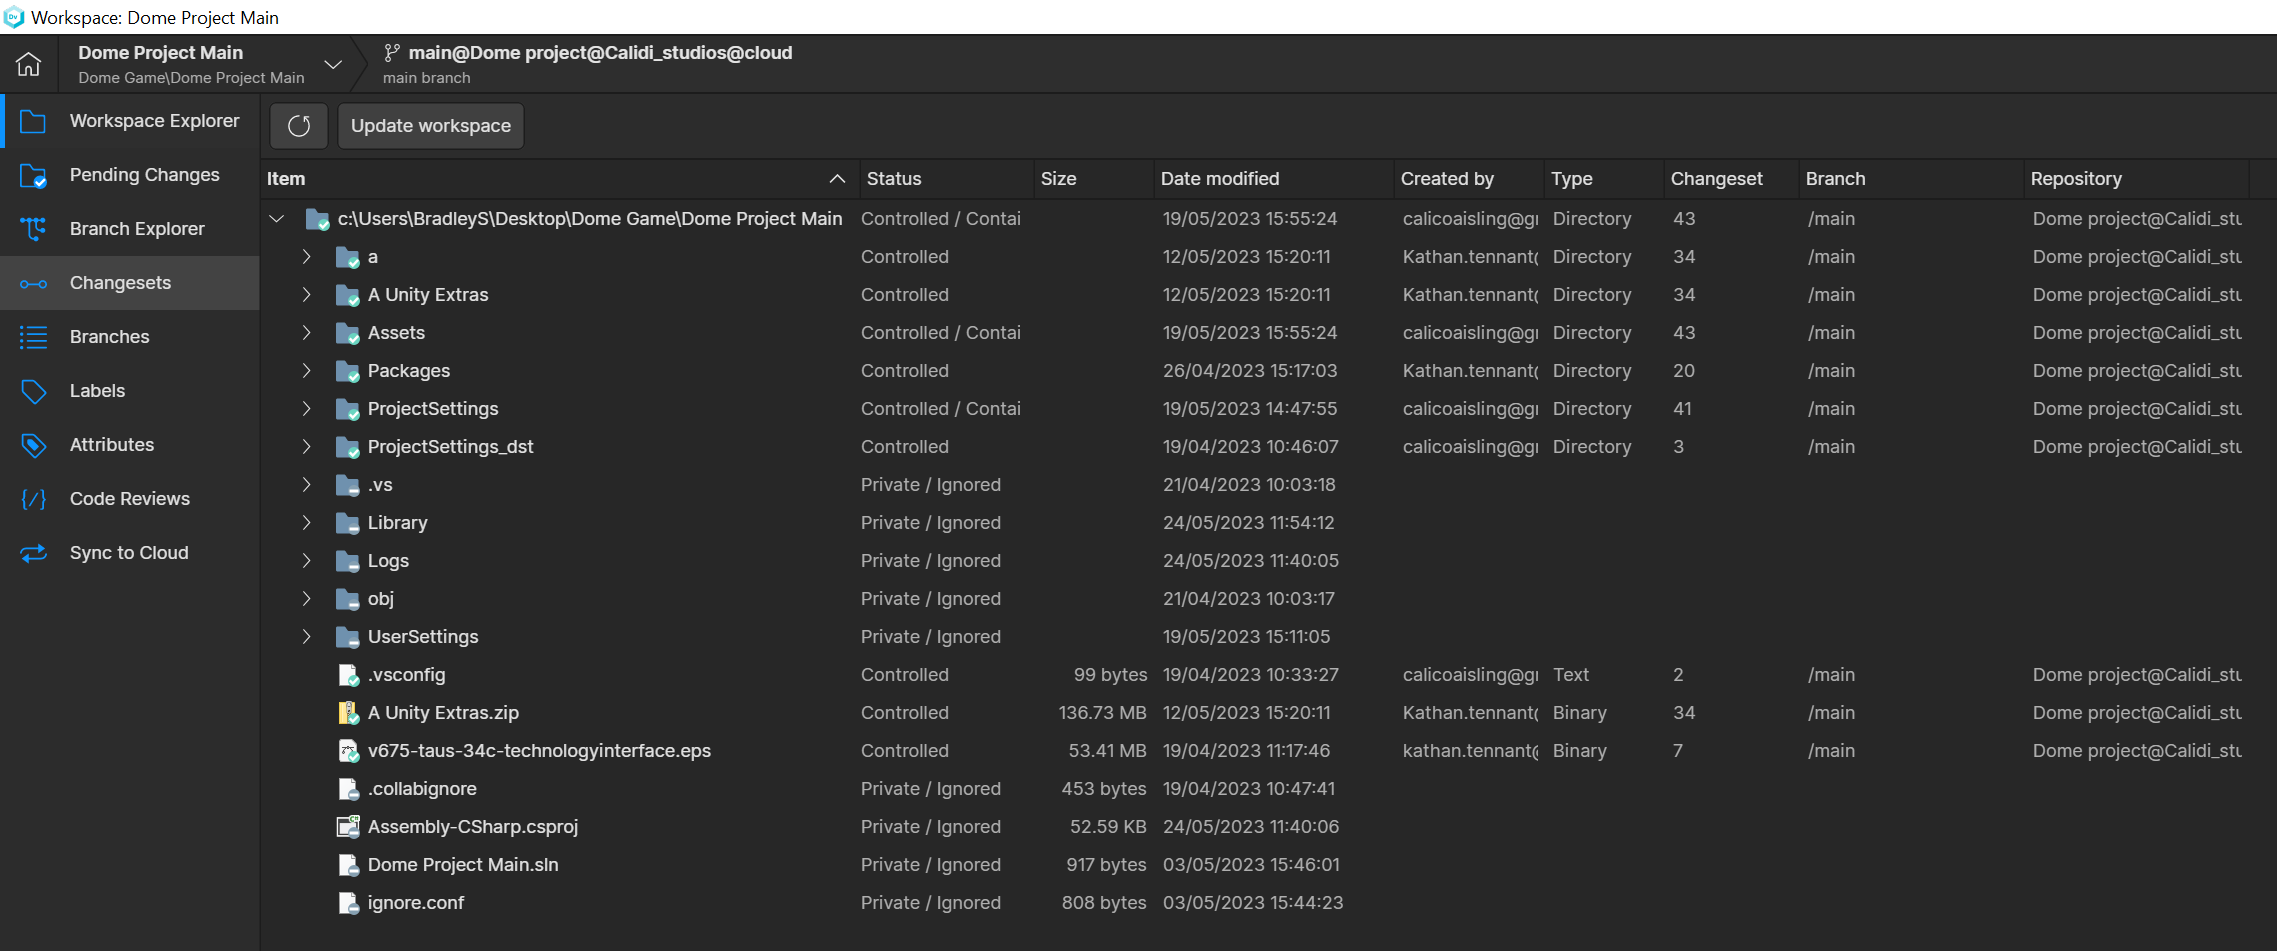 Workspace: Dome Project Main
Dome Project Main
Dome Game\Dome Project Main
main@Dome project@Calidi_studios@cloud
main branch
Workspace Explorer
Pending Changes
Branch Explorer
Changesets
Branches
Labels
Attributes
Code Reviews
Sync to Cloud
Update workspace
Item Status Size Date modified Created by Type Changeset Branch Repository
c:\Users\BradleyS\Desktop\Dome Game\Dome Project Main Controlled / Contai 19/05/2023 15:55:24 calicoaisling@gı Directory 43 /main Dome project@Calidi_stu
a Controlled 12/05/2023 15:20:11 Kathan.tennant( Directory 34 /main Dome project@Calidi_stu
A Unity Extras Controlled 12/05/2023 15:20:11 Kathan.tennant( Directory 34 /main Dome project@Calidi_stu
Assets Controlled / Contai 19/05/2023 15:55:24 calicoaisling@gı Directory 43 /main Dome project@Calidi_stu
Packages Controlled 26/04/2023 15:17:03 Kathan.tennant( Directory 20 /main Dome project@Calidi_stu
ProjectSettings Controlled / Contai 19/05/2023 14:47:55 calicoaisling@gı Directory 41 /main Dome project@Calidi_stu
ProjectSettings_dst Controlled 19/04/2023 10:46:07 calicoaisling@gı Directory 3 /main Dome project@Calidi_stu
.vs Private / Ignored 21/04/2023 10:03:18
Library Private / Ignored 24/05/2023 11:54:12
Logs Private / Ignored 24/05/2023 11:40:05
obj Private / Ignored 21/04/2023 10:03:17
UserSettings Private / Ignored 19/05/2023 15:11:05
.vsconfig Controlled 99 bytes 19/04/2023 10:33:27 calicoaisling@gı Text 2 /main Dome project@Calidi_stu
A Unity Extras.zip Controlled 136.73 MB 12/05/2023 15:20:11 Kathan.tennant( Binary 34 /main Dome project@Calidi_stu
v675-taus-34c-technologyinterface.eps Controlled 53.41 MB 19/04/2023 11:17:46 kathan.tennant@ Binary 7 /main Dome project@Calidi_stu
.collabignore Private / Ignored 453 bytes 19/04/2023 10:47:41
Assembly-CSharp.csproj Private / Ignored 52.59 KB 24/05/2023 11:40:06
Dome Project Main.sln Private / Ignored 917 bytes 03/05/2023 15:46:01
ignore.conf Private / Ignored 808 bytes 03/05/2023 15:44:23